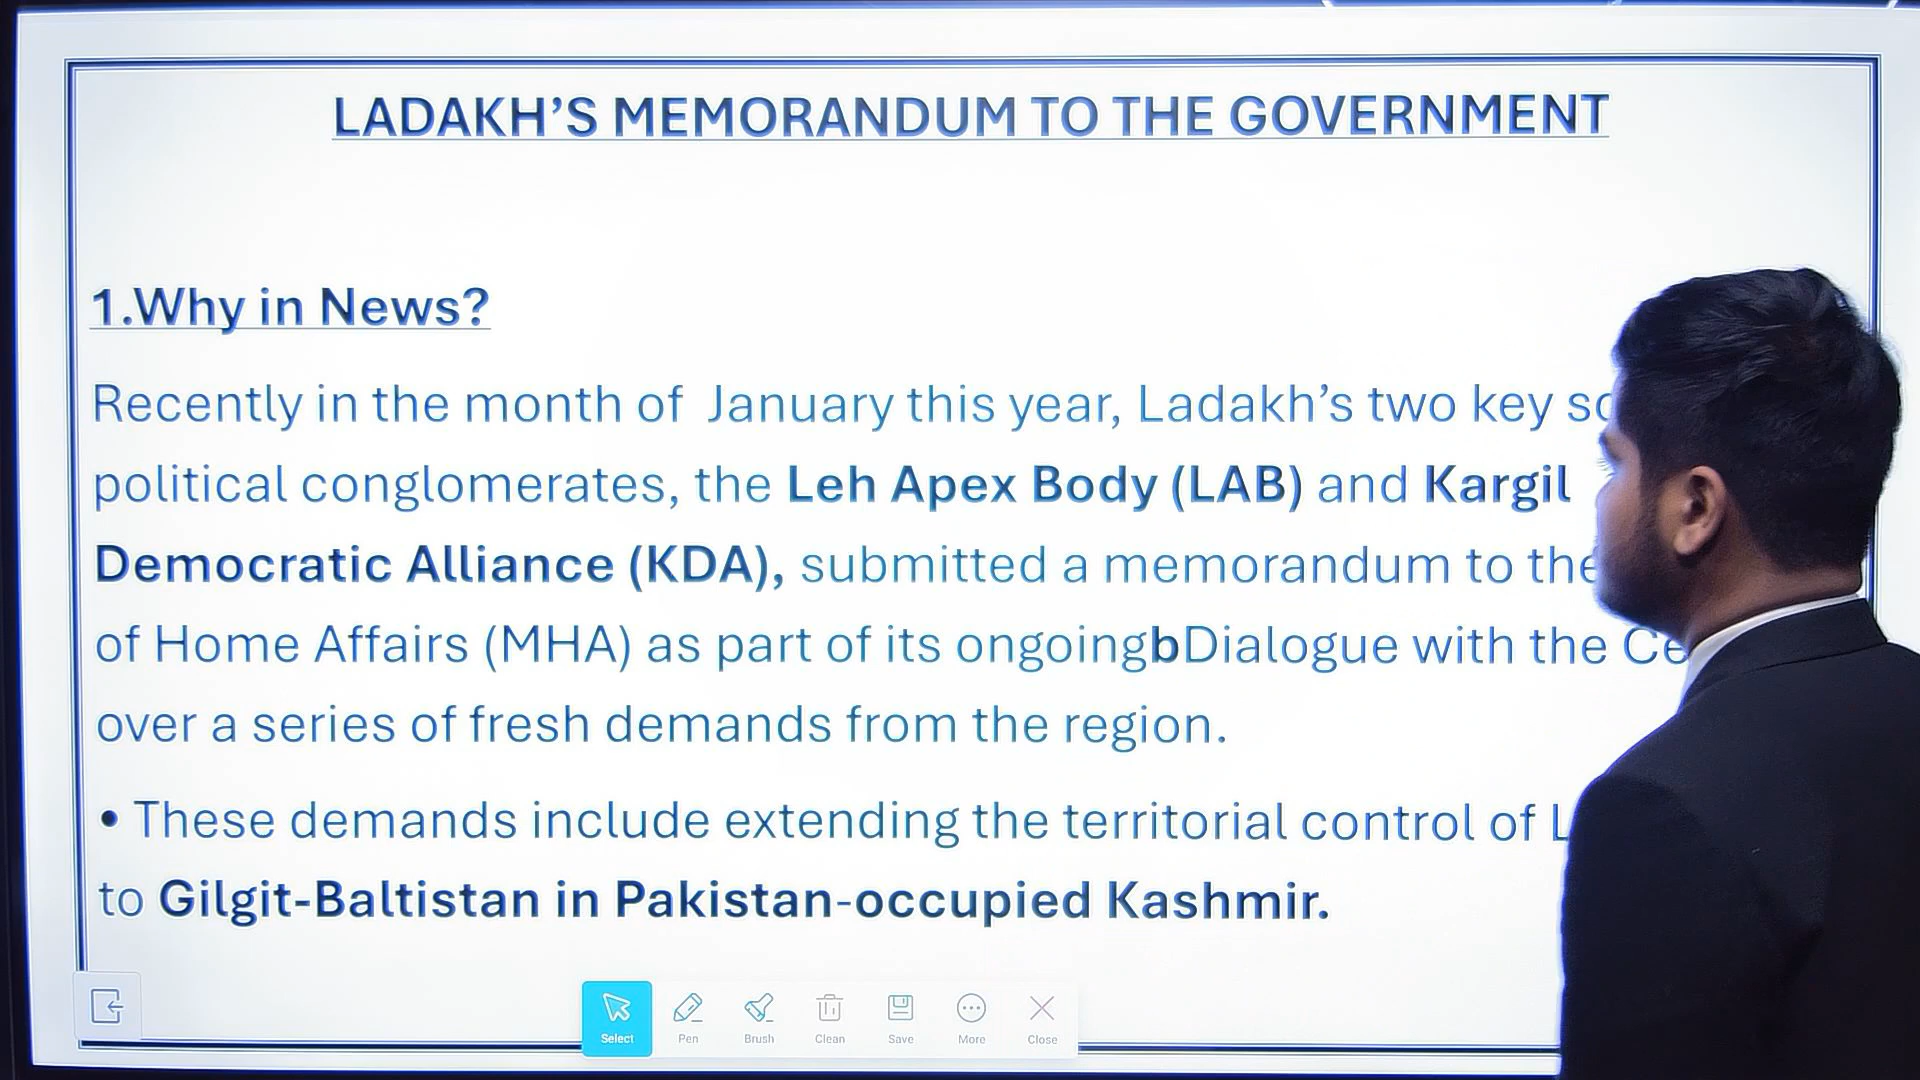 LADAKH’S MEMORANDUM TO THE GOVERNMENT
1.Why in News?
Recently in the month of January this year, Ladakh’s two key
political conglomerates, the Leh Apex Body (LAB) and Kargil
Democratic Alliance (KDA), submitted a memorandum to the
of Home Affairs (MHA) as part of its ongoingbDialogue with the
over a series of fresh demands from the region.
• These demands include extending the territorial control of
to Gilgit-Baltistan in Pakistan-occupied Kashmir.
Select Pen Brush Clean Save More Close